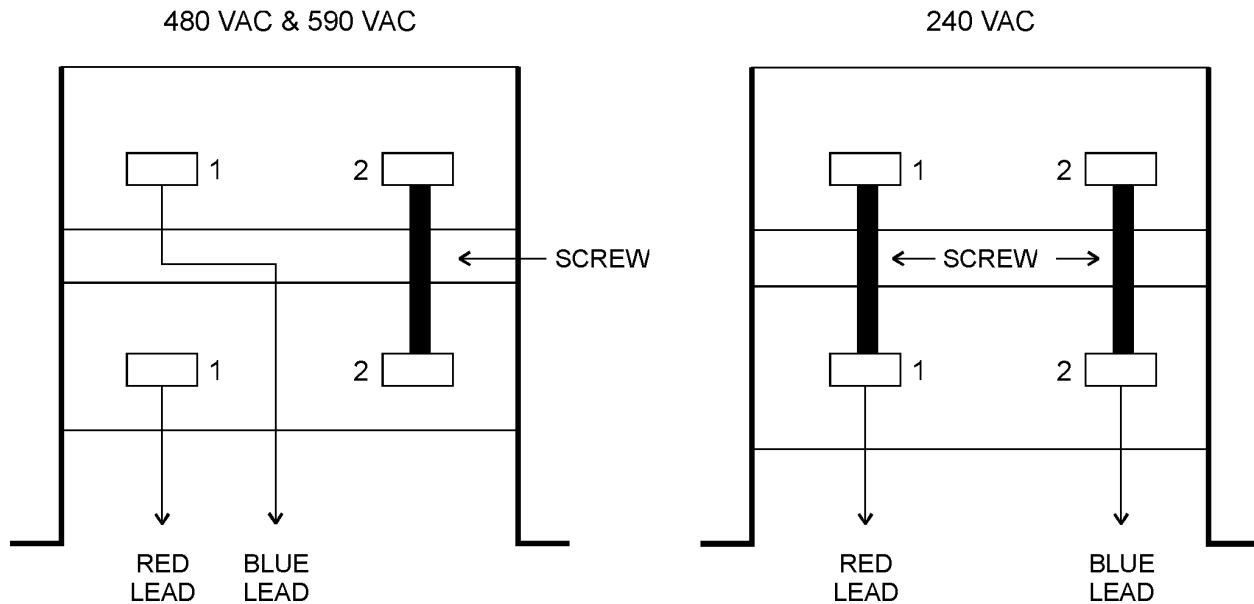 480 VAC & 590 VAC
1
2
SCREW
1
2
RED
LEAD
BLUE
LEAD
240 VAC
1
2
SCREW
1
2
RED
LEAD
BLUE
LEAD